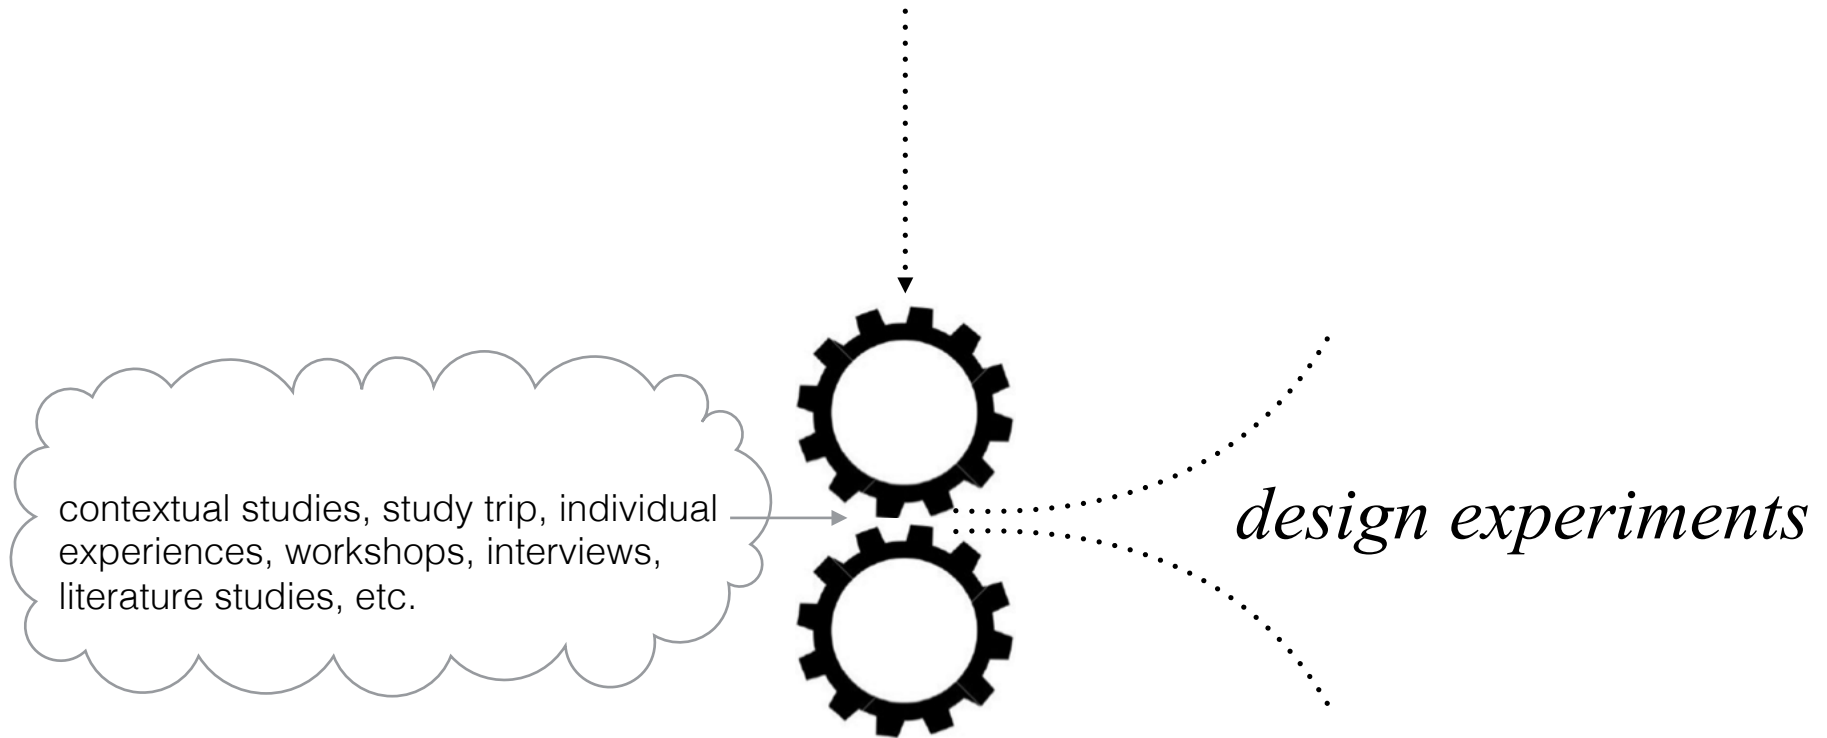 contextual studies, study trip, individual
experiences, workshops, interviews,
literature studies, etc.
design experiments